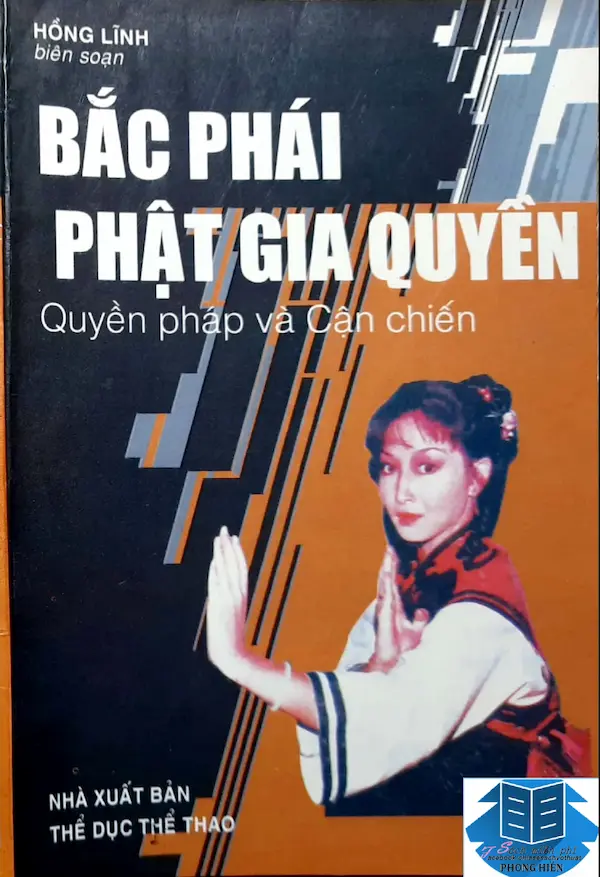 HỒNG LĨNH
biên soạn
BẮC PHÁI
PHẬT GIA QUYỀN
Quyền pháp và Cận chiến
NHÀ XUẤT BẢN
THỂ DỤC THỂ THAO
PHONG HIỀN